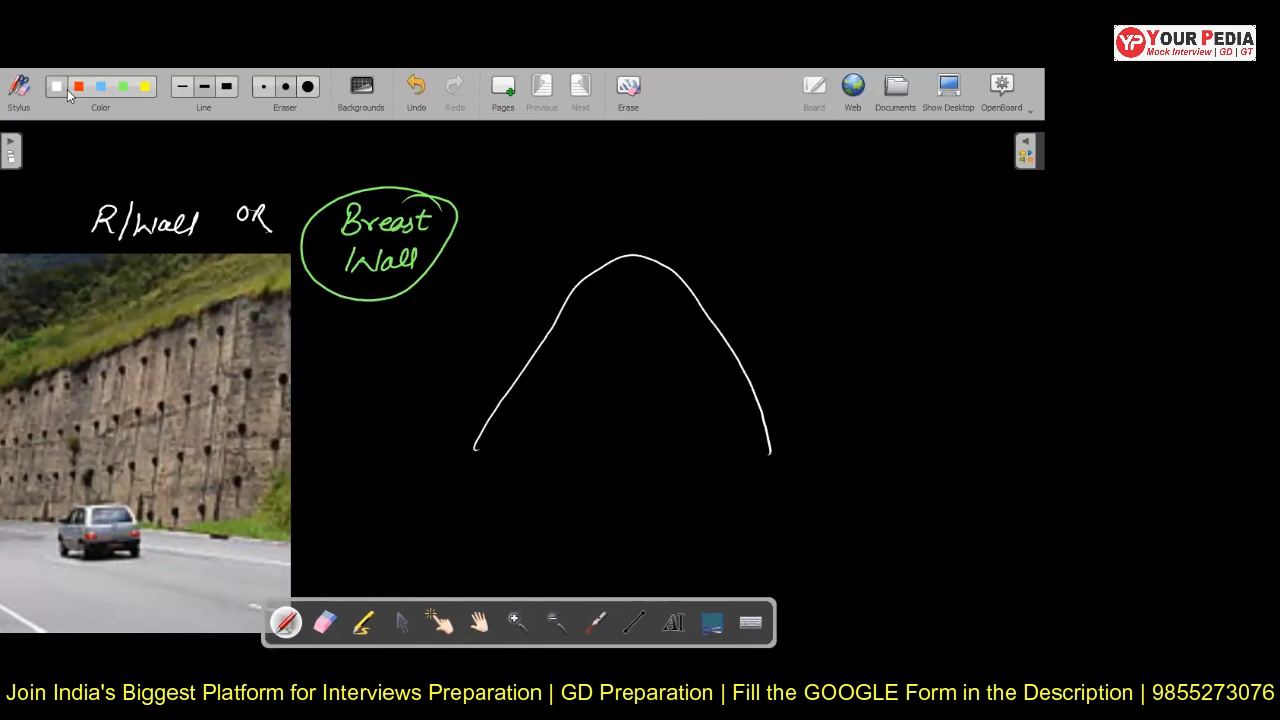 YOUR PEDIA
YP
Mock Interview | GD | GT
Stylus
Color
Line
Eraser
Backgrounds
Undo
Redo
Pages
Previous
Next
Erase
Board
Web
Documents
Show Desktop
OpenBoard
R/Wall OR
Breast
Wall
AI
Join India's Biggest Platform for Interviews Preparation | GD Preparation | Fill the GOOGLE Form in the Description | 9855273076